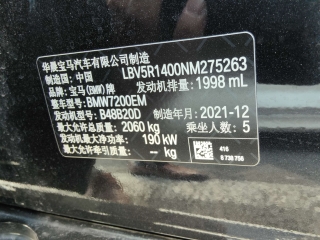 华晨宝马汽车有限公司制造
制造国：中国 LBV5R1400NM275263
品牌：宝马(BMW)牌 发动机排量：1998 mL
整车型号：BMW7200EM
发动机型号：B48B20D 制造年月：2021-12
最大允许总质量：2060 kg 乘坐人数：5
发动机最大净功率：190 kW
最大允许牵引质量：-- kg
416
8 738 756